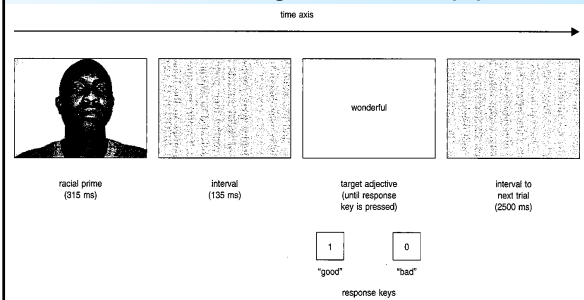 time axis
wonderful
racial prime
(315 ms)
interval
(135 ms)
target adjective
(until response
key is pressed)
interval to
next trial
(2500 ms)
1
0
"good"
"bad"
response keys